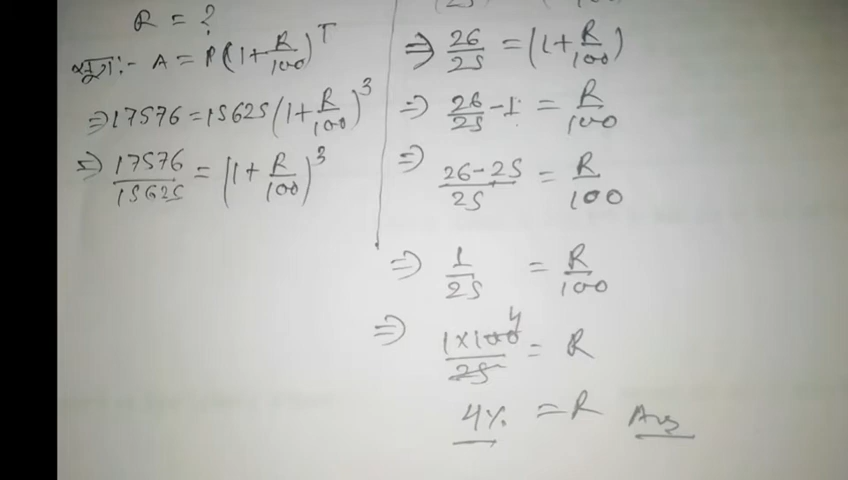 R = ?
सूत्र:- A = P(1+R/100)^T
⇒ 17576 = 15625(1+R/100)^3
⇒ 17576/15625 = (1+R/100)^3
⇒ 26/25 = (1+R/100)
⇒ 26/25 - 1 = R/100
⇒ 26-25/25 = R/100
⇒ 1/25 = R/100
⇒ 1×100/25 = R
4
4% = R Ans